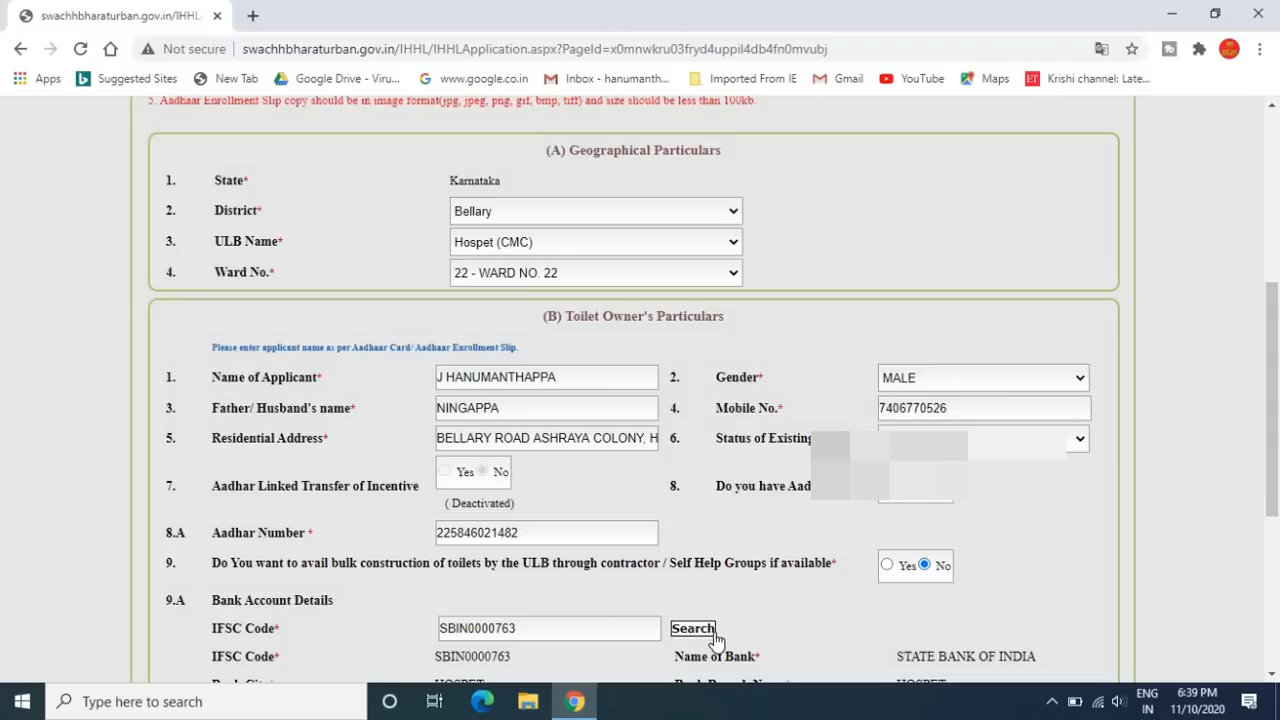 swachhbharaturban.gov.in/IHHL/
Not secure swachhbharaturban.gov.in/IHHL/IHHLApplication.aspx?PageId=x0mnwkru03fryd4uppil4db4fn0mvubj
Apps Suggested Sites New Tab Google Drive - Viru... www.google.co.in Inbox - hanumanth... Imported From IE Gmail YouTube Maps Krishi channel: Late...
5. Aadhaar Enrollment Slip copy should be in image format(jpg, jpeg, png, gif, bmp, tiff) and size should be less than 100kb.
(A) Geographical Particulars
1. State* Karnataka
2. District* Bellary
3. ULB Name* Hospet (CMC)
4. Ward No.* 22 - WARD NO. 22
(B) Toilet Owner's Particulars
Please enter applicant name as per Aadhaar Card/ Aadhaar Enrollment Slip.
1. Name of Applicant* J HANUMANTHAPPA 2. Gender* MALE
3. Father/ Husband's name* NINGAPPA 4. Mobile No.* 7406770526
5. Residential Address* BELLARY ROAD ASHRAYA COLONY, H 6. Status of Existing
7. Aadhar Linked Transfer of Incentive Yes No 8. Do you have Aad
( Deactivated)
8.A Aadhar Number * 225846021482
9. Do You want to avail bulk construction of toilets by the ULB through contractor / Self Help Groups if available* Yes No
9.A Bank Account Details
IFSC Code* SBIN0000763 Search
IFSC Code* SBIN0000763 Name of Bank* STATE BANK OF INDIA
Type here to search
ENG
IN
6:39 PM
11/10/2020